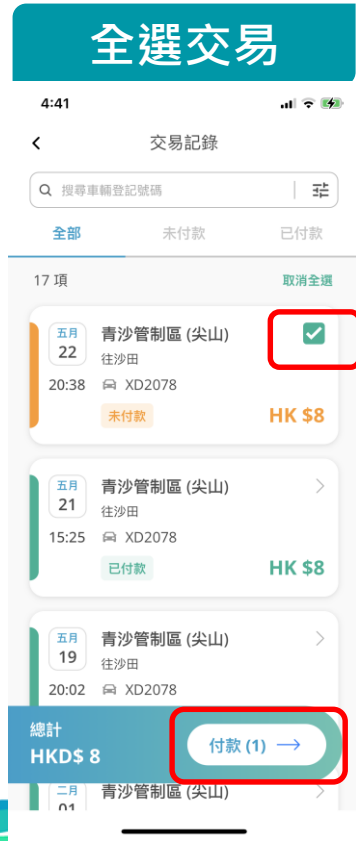 全選交易
4:41
交易記錄
搜尋車輛登記號碼
全部 未付款 已付款
17 項 取消全選
五月
22
青沙管制區 (尖山)
往沙田
20:38 XD2078
未付款 HK $8
五月
21
青沙管制區 (尖山)
往沙田
15:25 XD2078
已付款 HK $8
五月
19
青沙管制區 (尖山)
往沙田
20:02 XD2078
總計
HKD$ 8
付款 (1)
二月
01
青沙管制區 (尖山)